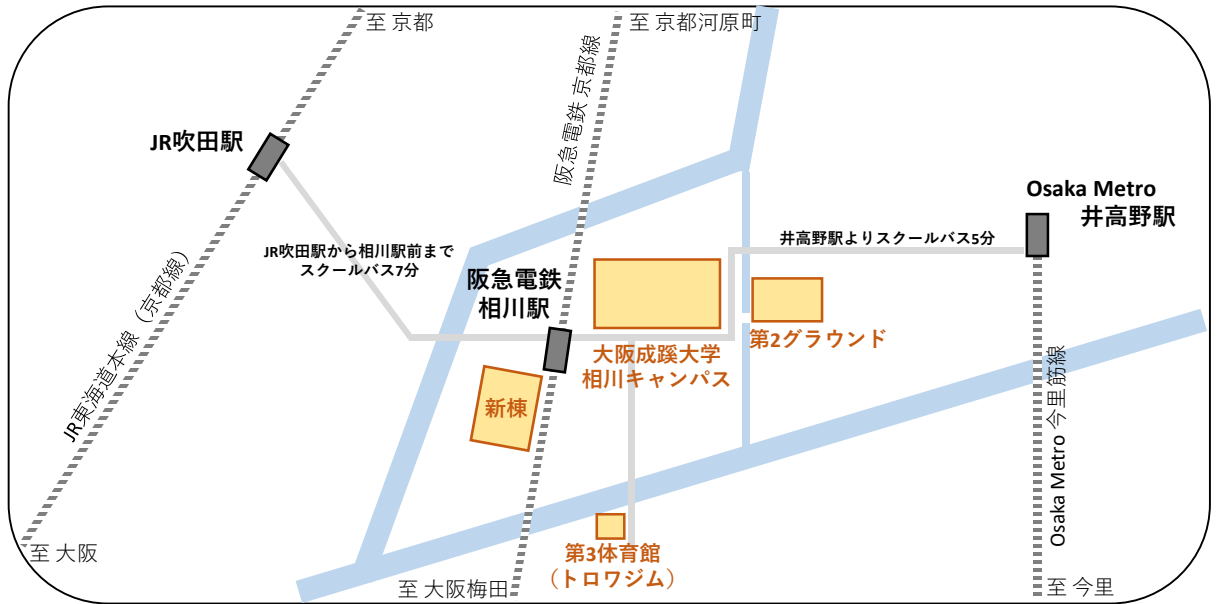 至 京都
至 京都河原町
阪急電鉄 京都線
JR吹田駅
Osaka Metro
井高野駅
JR吹田駅から相川駅前まで
スクールバス7分
井高野駅よりスクールバス5分
阪急電鉄
相川駅
JR東海道本線（京都線）
第2グラウンド
大阪成蹊大学
相川キャンパス
新棟
Osaka Metro 今里筋線
第3体育館
（トロワジム）
至 大阪
至 大阪梅田
至 今里